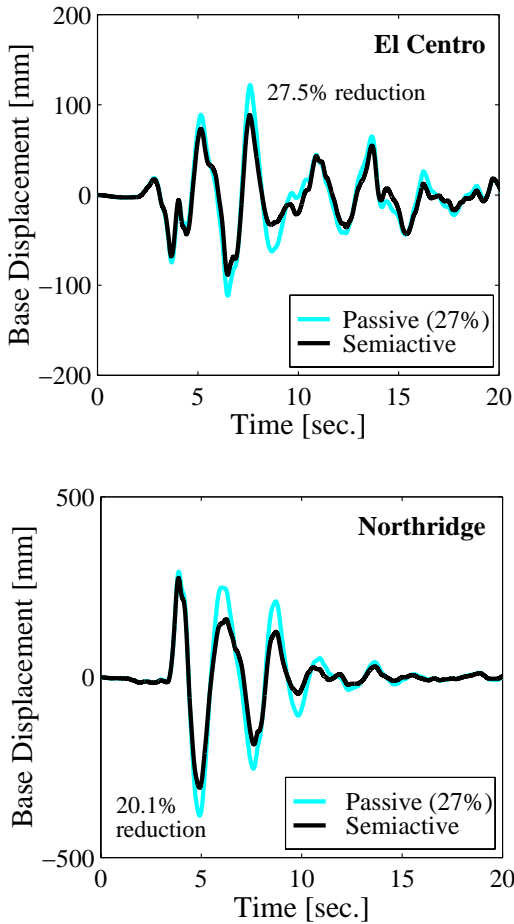 200
El Centro
27.5% reduction
100
0
−100
−200
Base Displacement [mm]
Passive (27%)
Semiactive
0 5 10 15 20
Time [sec.]
500
Northridge
0
−500
Base Displacement [mm]
20.1%
reduction
Passive (27%)
Semiactive
0 5 10 15 20
Time [sec.]